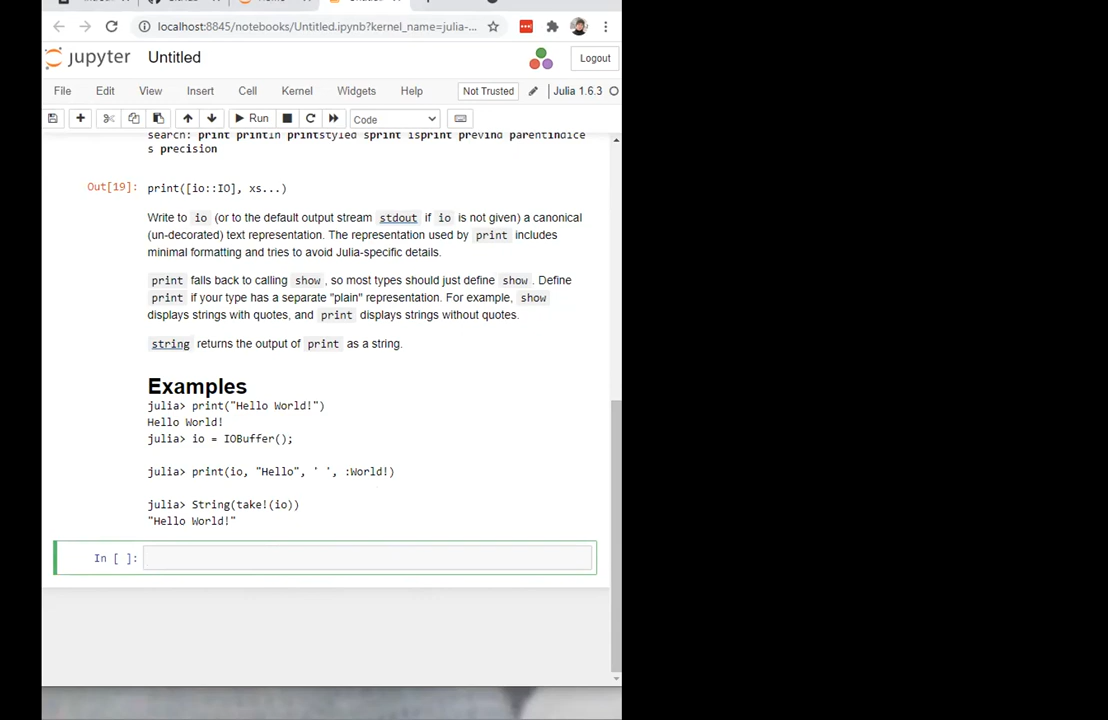 localhost:8845/notebooks/Untitled.ipynb?kernel_name=julia-...
jupyter Untitled
Logout
File Edit View Insert Cell Kernel Widgets Help Not Trusted Julia 1.6.3
Run Code
search: print println printstyled sprint isprint prevind parentindice
s precision
Out[19]: print([io::IO], xs...)
Write to io (or to the default output stream stdout if io is not given) a canonical
(un-decorated) text representation. The representation used by print includes
minimal formatting and tries to avoid Julia-specific details.
print falls back to calling show , so most types should just define show . Define
print if your type has a separate "plain" representation. For example, show
displays strings with quotes, and print displays strings without quotes.
string returns the output of print as a string.
Examples
julia> print("Hello World!")
Hello World!
julia> io = IOBuffer();
julia> print(io, "Hello", ' ', :World!)
julia> String(take!(io))
"Hello World!"
In [ ]: